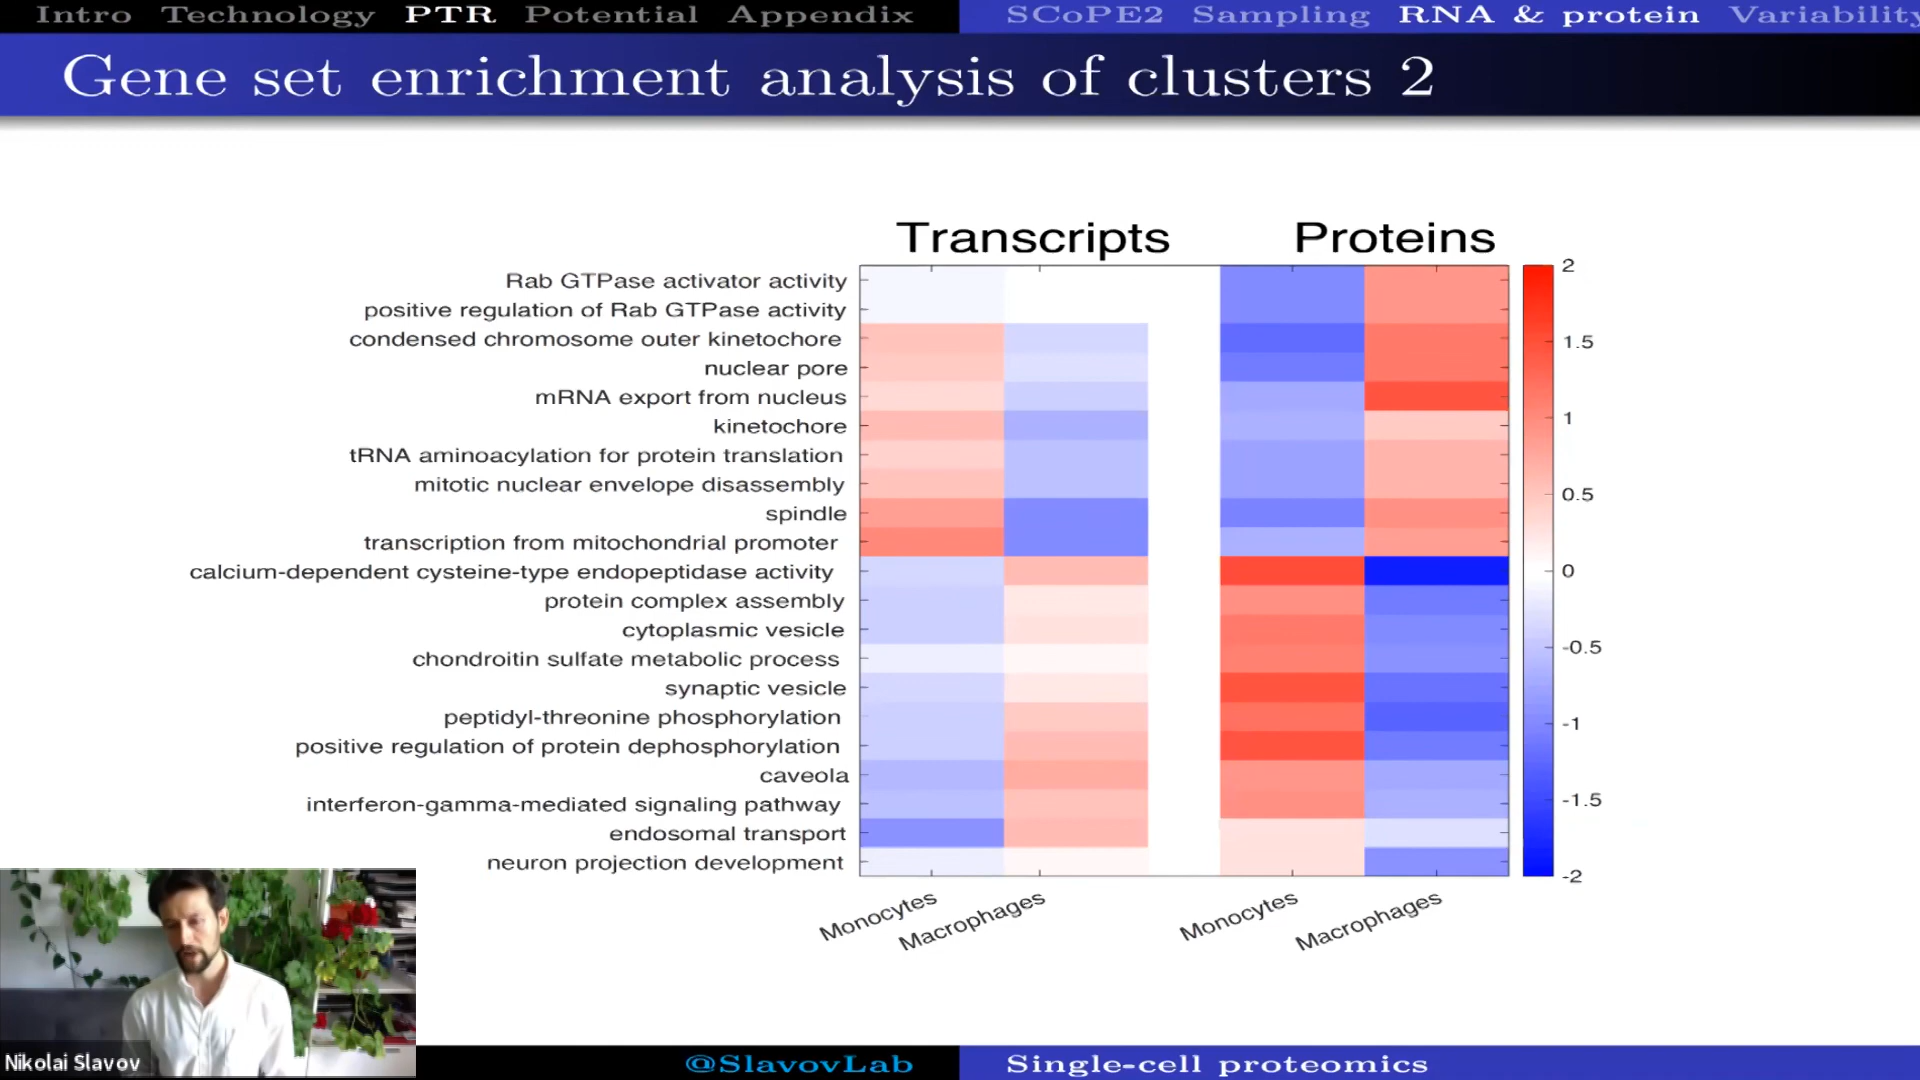 Intro Technology PTR Potential Appendix SCoPE2 Sampling RNA & protein Variability
Gene set enrichment analysis of clusters 2
Transcripts Proteins
Rab GTPase activator activity
positive regulation of Rab GTPase activity
condensed chromosome outer kinetochore
nuclear pore
mRNA export from nucleus
kinetochore
tRNA aminoacylation for protein translation
mitotic nuclear envelope disassembly
spindle
transcription from mitochondrial promoter
calcium-dependent cysteine-type endopeptidase activity
protein complex assembly
cytoplasmic vesicle
chondroitin sulfate metabolic process
synaptic vesicle
peptidyl-threonine phosphorylation
positive regulation of protein dephosphorylation
caveola
interferon-gamma-mediated signaling pathway
endosomal transport
neuron projection development
2
1.5
1
0.5
0
-0.5
-1
-1.5
-2
Monocytes Macrophages Monocytes Macrophages
Nikolai Slavov
@SlavovLab Single-cell proteomics